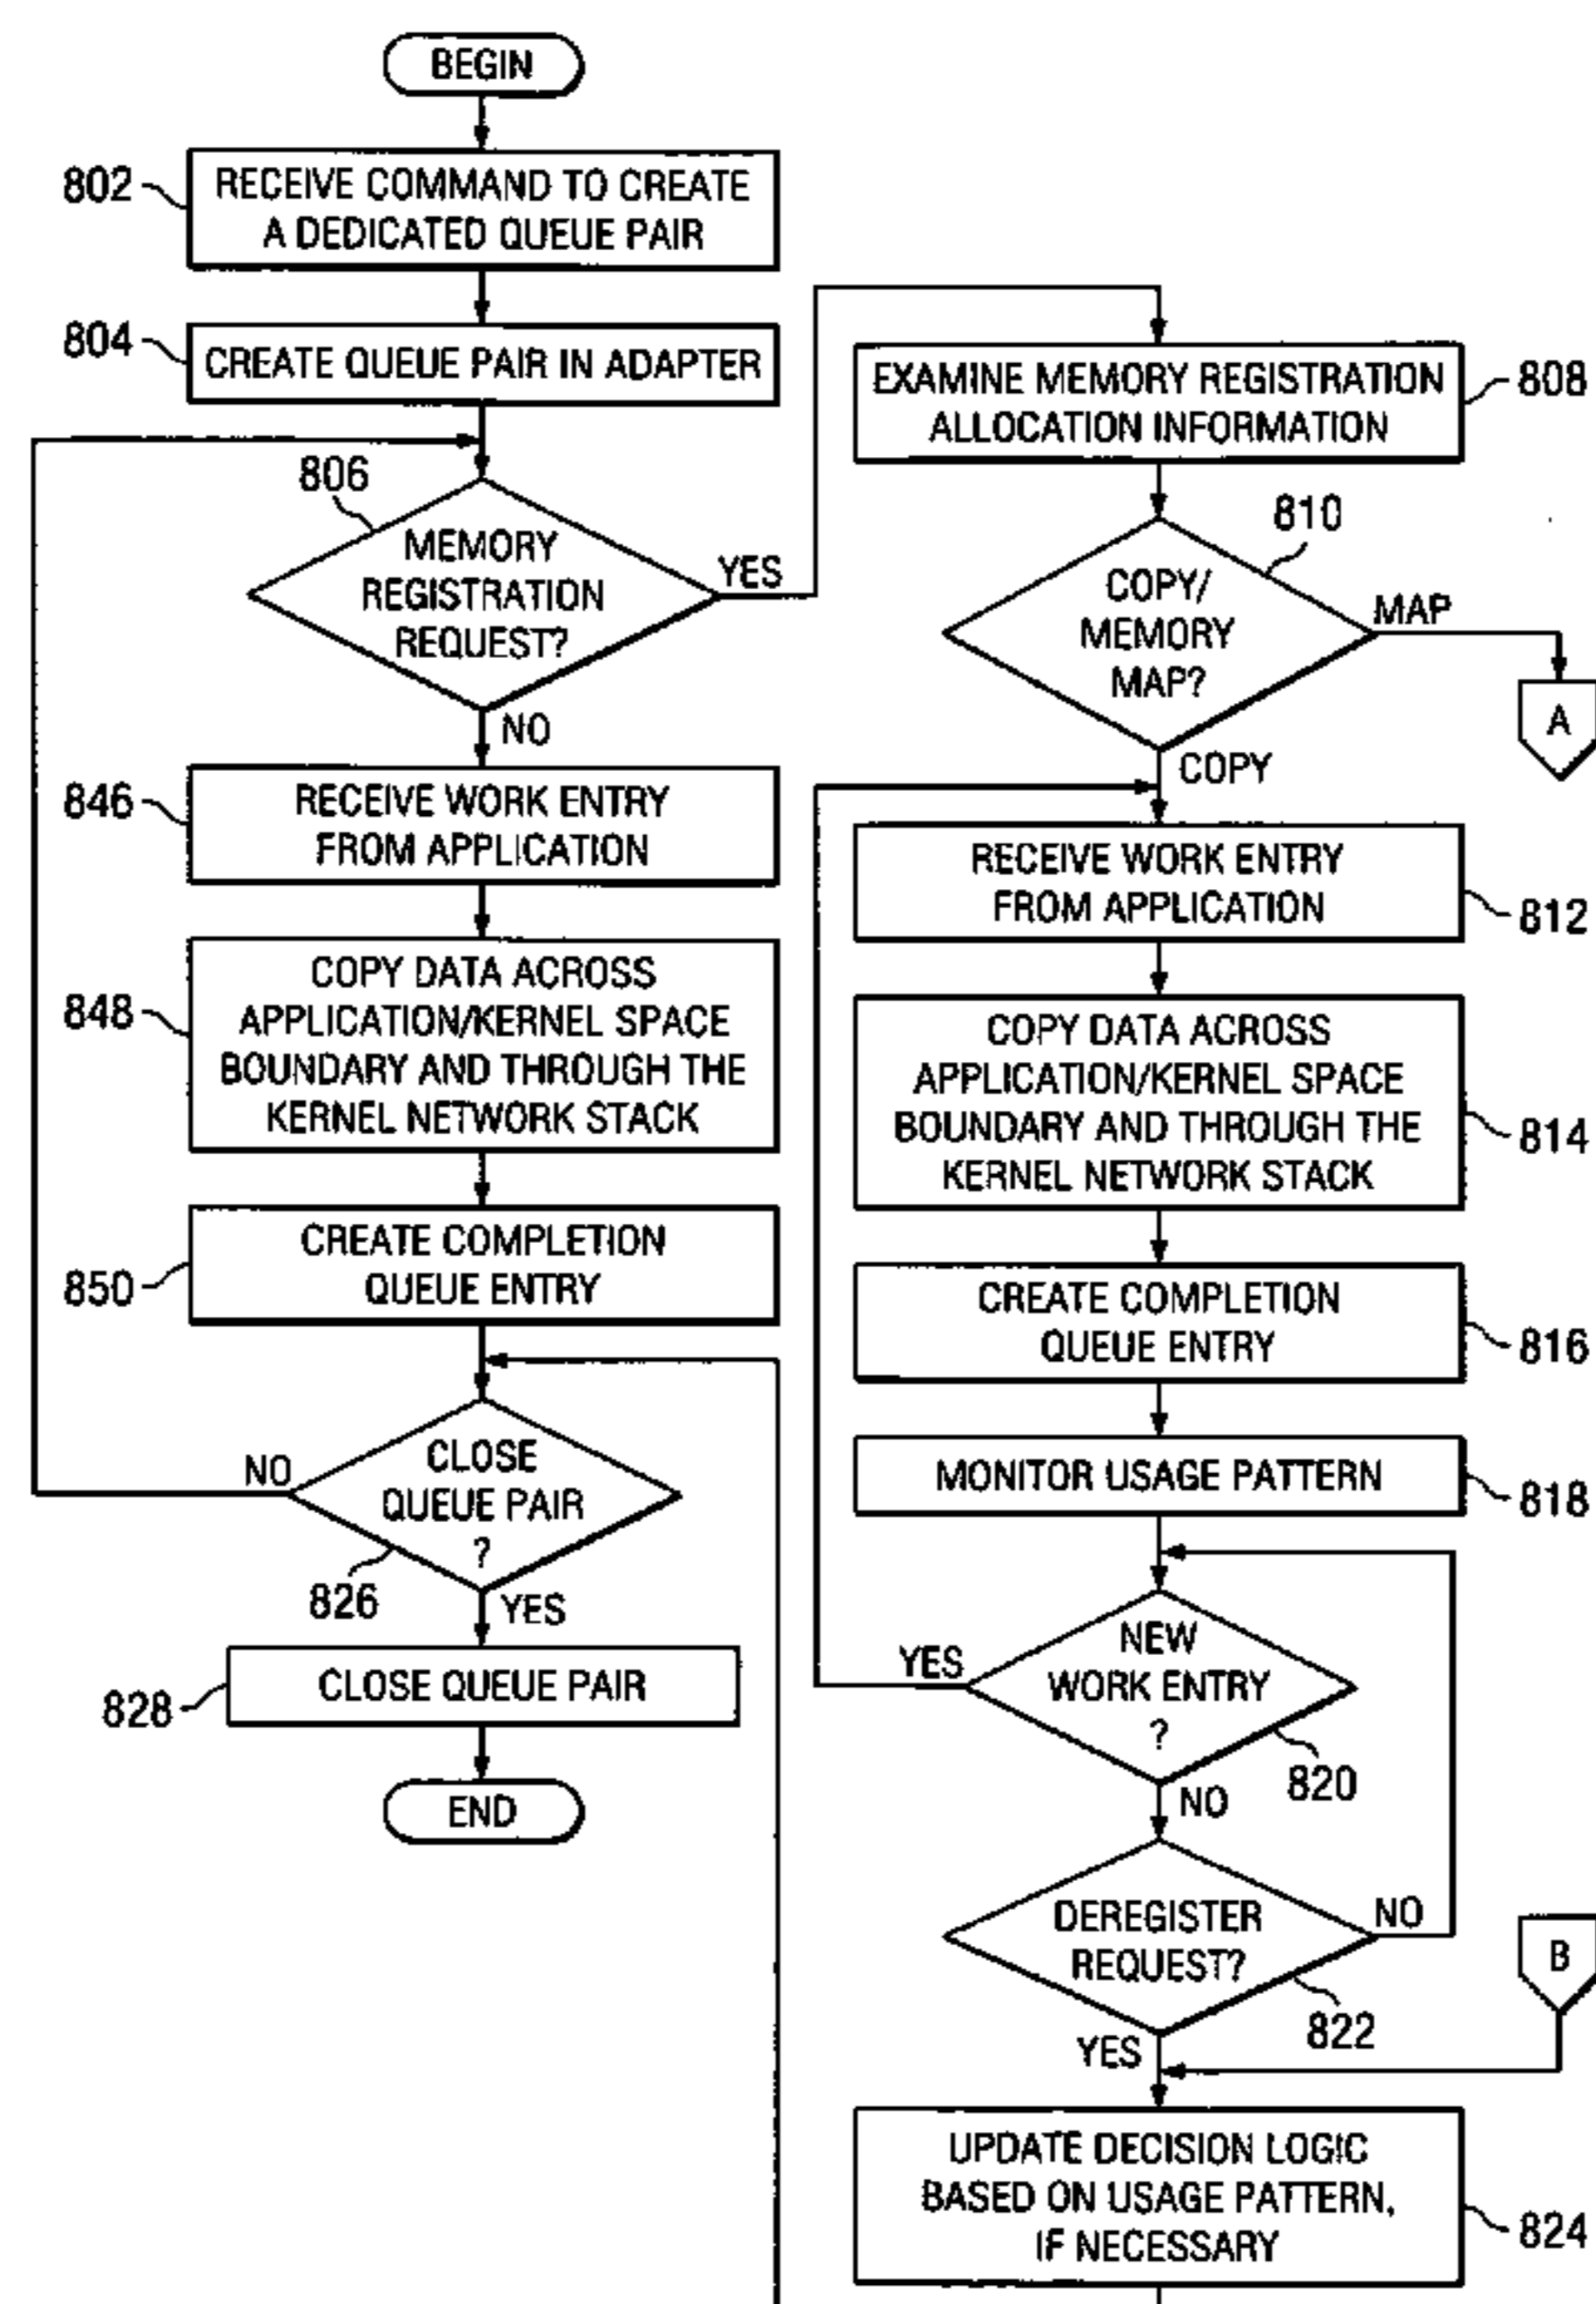 BEGIN
802
RECEIVE COMMAND TO CREATE
A DEDICATED QUEUE PAIR
804
CREATE QUEUE PAIR IN ADAPTER
806
MEMORY
REGISTRATION
REQUEST?
YES
NO
846
RECEIVE WORK ENTRY
FROM APPLICATION
848
COPY DATA ACROSS
APPLICATION/KERNEL SPACE
BOUNDARY AND THROUGH THE
KERNEL NETWORK STACK
850
CREATE COMPLETION
QUEUE ENTRY
NO
CLOSE
QUEUE PAIR
?
826
YES
828
CLOSE QUEUE PAIR
END
EXAMINE MEMORY REGISTRATION
ALLOCATION INFORMATION
808
810
COPY/
MEMORY
MAP?
MAP
A
COPY
RECEIVE WORK ENTRY
FROM APPLICATION
812
COPY DATA ACROSS
APPLICATION/KERNEL SPACE
BOUNDARY AND THROUGH THE
KERNEL NETWORK STACK
814
CREATE COMPLETION
QUEUE ENTRY
816
MONITOR USAGE PATTERN
818
YES
NEW
WORK ENTRY
?
820
NO
DEREGISTER
REQUEST?
NO
822
B
YES
UPDATE DECISION LOGIC
BASED ON USAGE PATTERN,
IF NECESSARY
824